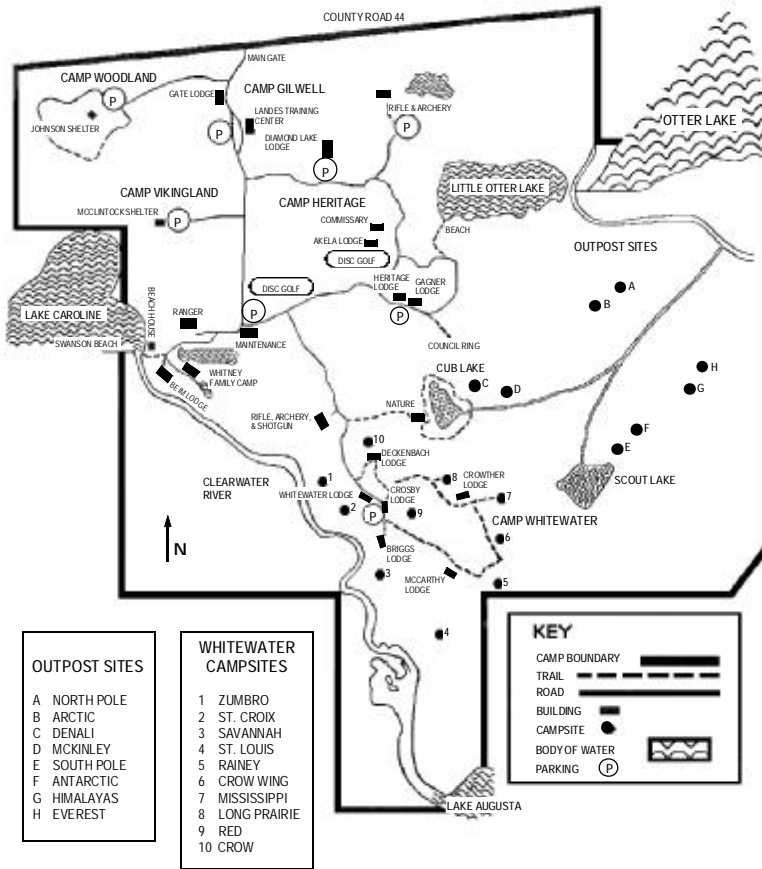 COUNTY ROAD 44
MAIN GATE
CAMP WOODLAND
P
JOHNSON SHELTER
GATE LODGE
CAMP GILWELL
LANDES TRAINING
CENTER
P
DIAMOND LAKE
LODGE
P
RIFLE & ARCHERY
P
OTTER LAKE
LITTLE OTTER LAKE
BEACH
CAMP VIKINGLAND
MCCLINTOCK SHELTER
P
CAMP HERITAGE
COMMISSARY
AKELA LODGE
DISC GOLF
DISC GOLF
P
HERITAGE
LODGE
GAGNER
LODGE
P
COUNCIL RING
OUTPOST SITES
A
B
LAKE CAROLINE
SWANSON BEACH
BEACH HOUSE
RANGER
MAINTENANCE
WHITNEY
FAMILY CAMP
BEIM LODGE
CUB LAKE
C
D
H
G
F
E
SCOUT LAKE
NATURE
RIFLE, ARCHERY,
& SHOTGUN
10
DECKENBACH
LODGE
CLEARWATER
RIVER
1
WHITEWATER LODGE
2
P
CROSBY
LODGE
9
8
CROWTHER
LODGE
7
CAMP WHITEWATER
6
BRIGGS
LODGE
3
MCCARTHY
LODGE
5
4
N
LAKE AUGUSTA
OUTPOST SITES
A NORTH POLE
B ARCTIC
C DENALI
D MCKINLEY
E SOUTH POLE
F ANTARCTIC
G HIMALAYAS
H EVEREST
WHITEWATER
CAMPSITES
1 ZUMBRO
2 ST. CROIX
3 SAVANNAH
4 ST. LOUIS
5 RAINEY
6 CROW WING
7 MISSISSIPPI
8 LONG PRAIRIE
9 RED
10 CROW
KEY
CAMP BOUNDARY
TRAIL
ROAD
BUILDING
CAMPSITE
BODY OF WATER
PARKING P